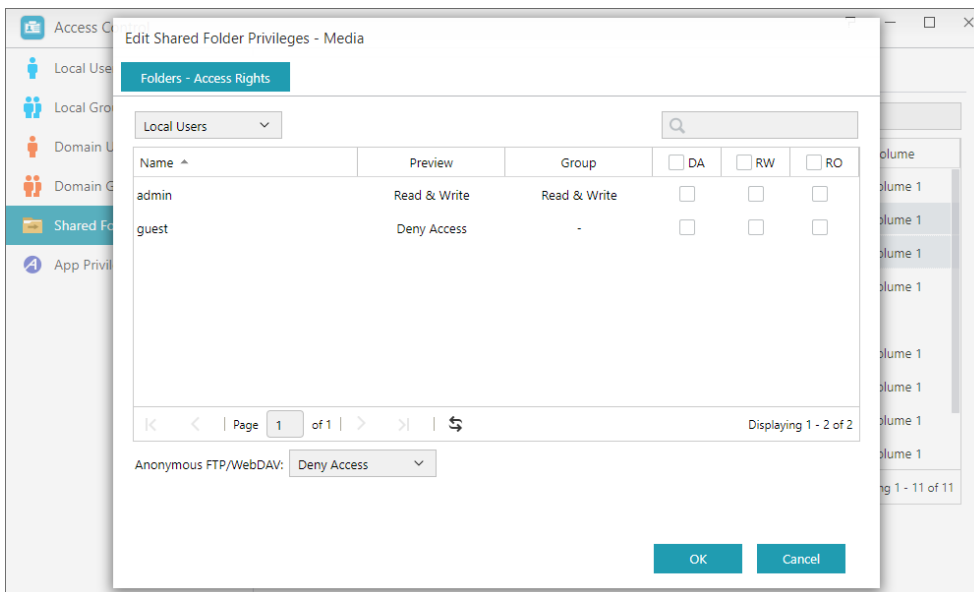 Access Co
Edit Shared Folder Privileges - Media
Local Use
Folders - Access Rights
Local Gro
Local Users
Domain U
Name Preview Group DA RW RO
olume
Domain G
admin Read & Write Read & Write
olume 1
Shared Fo
guest Deny Access -
olume 1
App Privil
olume 1
olume 1
olume 1
olume 1
Page 1 of 1 Displaying 1 - 2 of 2
olume 1
Anonymous FTP/WebDAV: Deny Access
olume 1
ng 1 - 11 of 11
OK Cancel